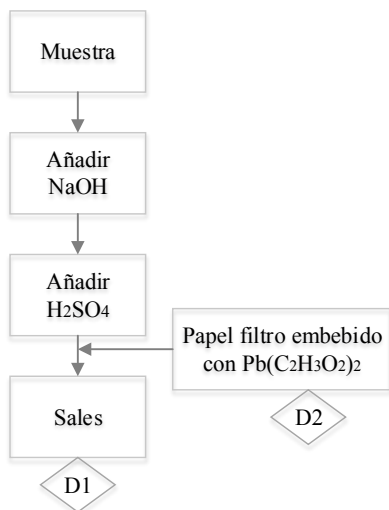 Muestra
Añadir
NaOH
Añadir
H2SO4
Papel filtro embebido
con Pb(C2H3O2)2
Sales
D2
D1